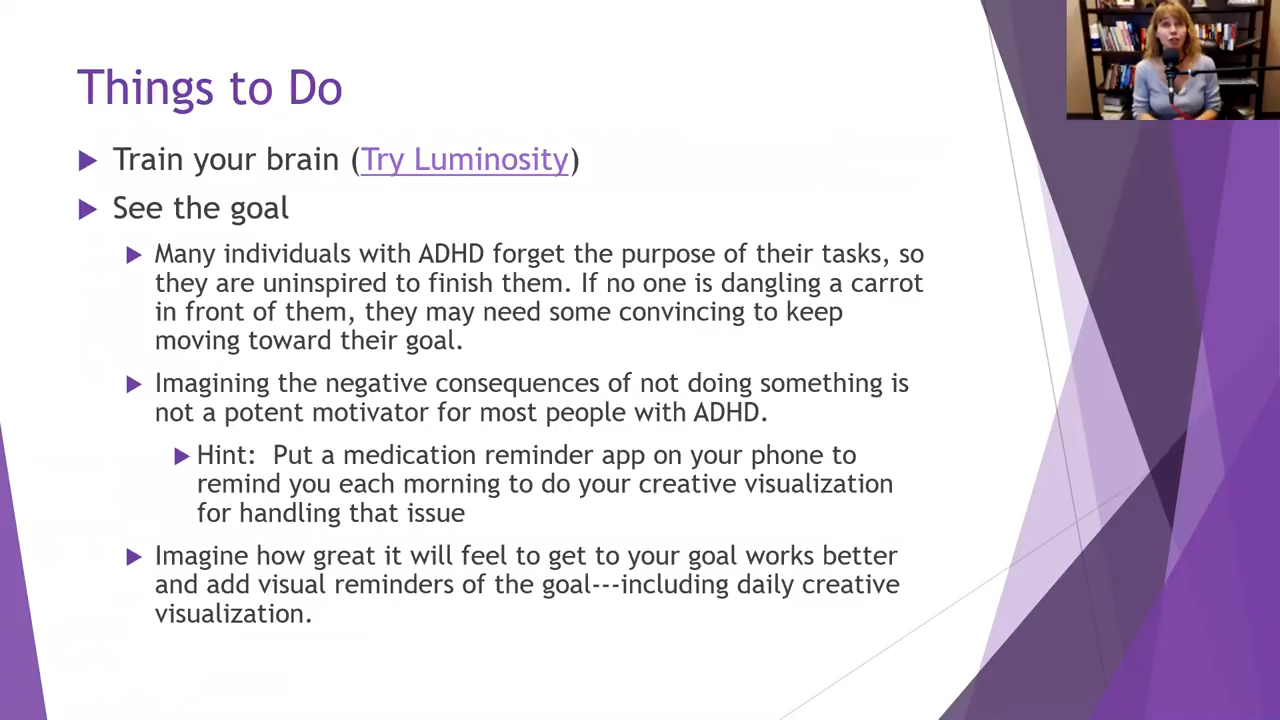 Things to Do
Train your brain (Try Luminosity)
See the goal
Many individuals with ADHD forget the purpose of their tasks, so
they are uninspired to finish them. If no one is dangling a carrot
in front of them, they may need some convincing to keep
moving toward their goal.
Imagining the negative consequences of not doing something is
not a potent motivator for most people with ADHD.
Hint:  Put a medication reminder app on your phone to
remind you each morning to do your creative visualization
for handling that issue
Imagine how great it will feel to get to your goal works better
and add visual reminders of the goal---including daily creative
visualization.